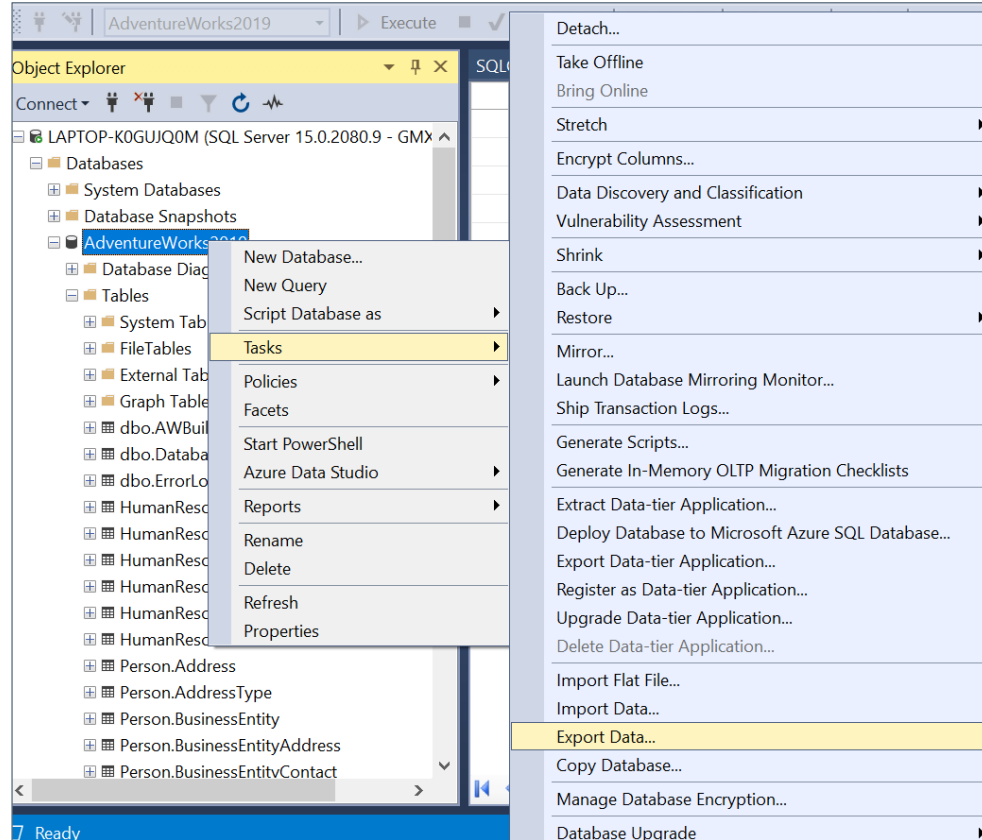 AdventureWorks2019
Execute
Object Explorer
SQL
Connect
LAPTOP-K0GUJQ0M (SQL Server 15.0.2080.9 - GMX
Databases
System Databases
Database Snapshots
AdventureWorks2019
Database Diag
Tables
System Tab
FileTables
External Tab
Graph Table
dbo.AWBuil
dbo.Databa
dbo.ErrorLo
HumanResc
HumanResc
HumanResc
HumanResc
HumanResc
HumanResc
Person.Address
Person.AddressType
Person.BusinessEntity
Person.BusinessEntityAddress
Person.BusinessEntityContact
Ready
New Database...
New Query
Script Database as
Tasks
Policies
Facets
Start PowerShell
Azure Data Studio
Reports
Rename
Delete
Refresh
Properties
Detach...
Take Offline
Bring Online
Stretch
Encrypt Columns...
Data Discovery and Classification
Vulnerability Assessment
Shrink
Back Up...
Restore
Mirror...
Launch Database Mirroring Monitor...
Ship Transaction Logs...
Generate Scripts...
Generate In-Memory OLTP Migration Checklists
Extract Data-tier Application...
Deploy Database to Microsoft Azure SQL Database...
Export Data-tier Application...
Register as Data-tier Application...
Upgrade Data-tier Application...
Delete Data-tier Application...
Import Flat File...
Import Data...
Export Data...
Copy Database...
Manage Database Encryption...
Database Upgrade